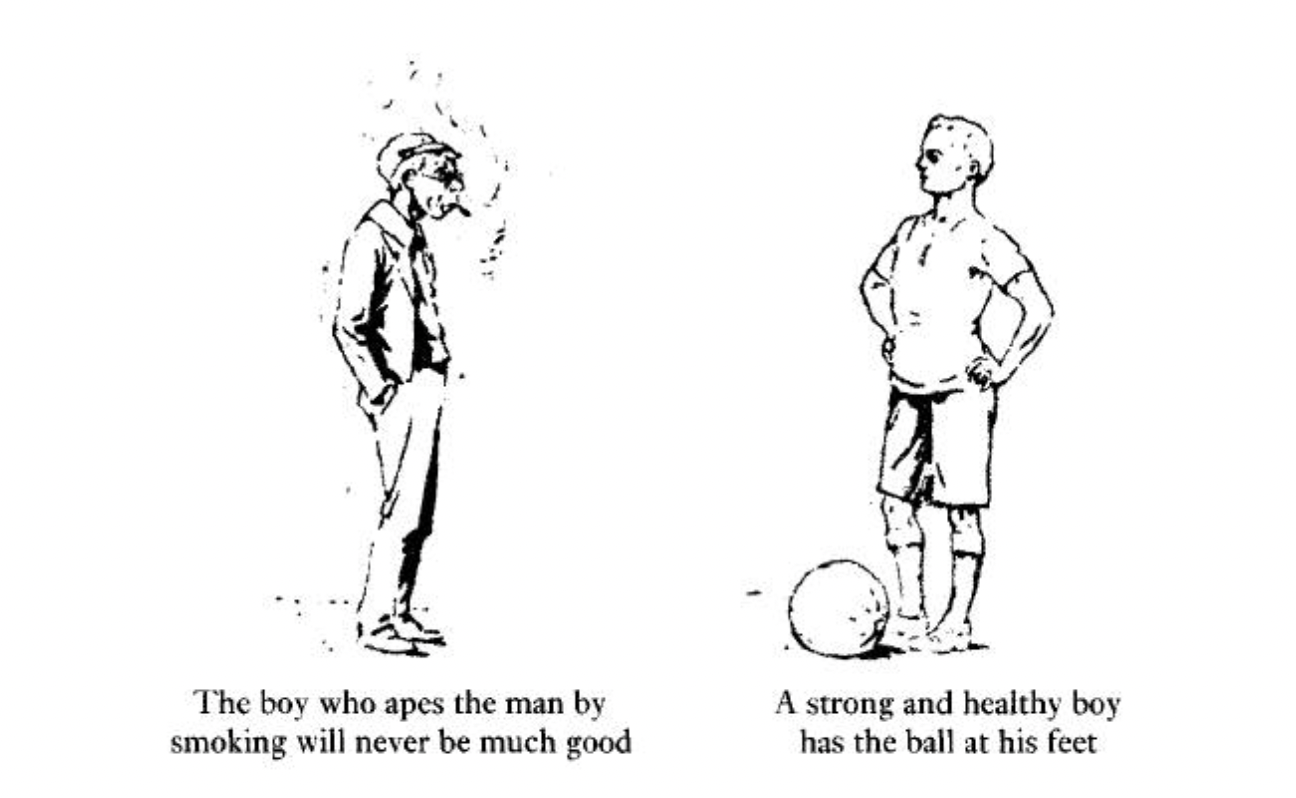 The boy who apes the man by
smoking will never be much good
A strong and healthy boy
has the ball at his feet